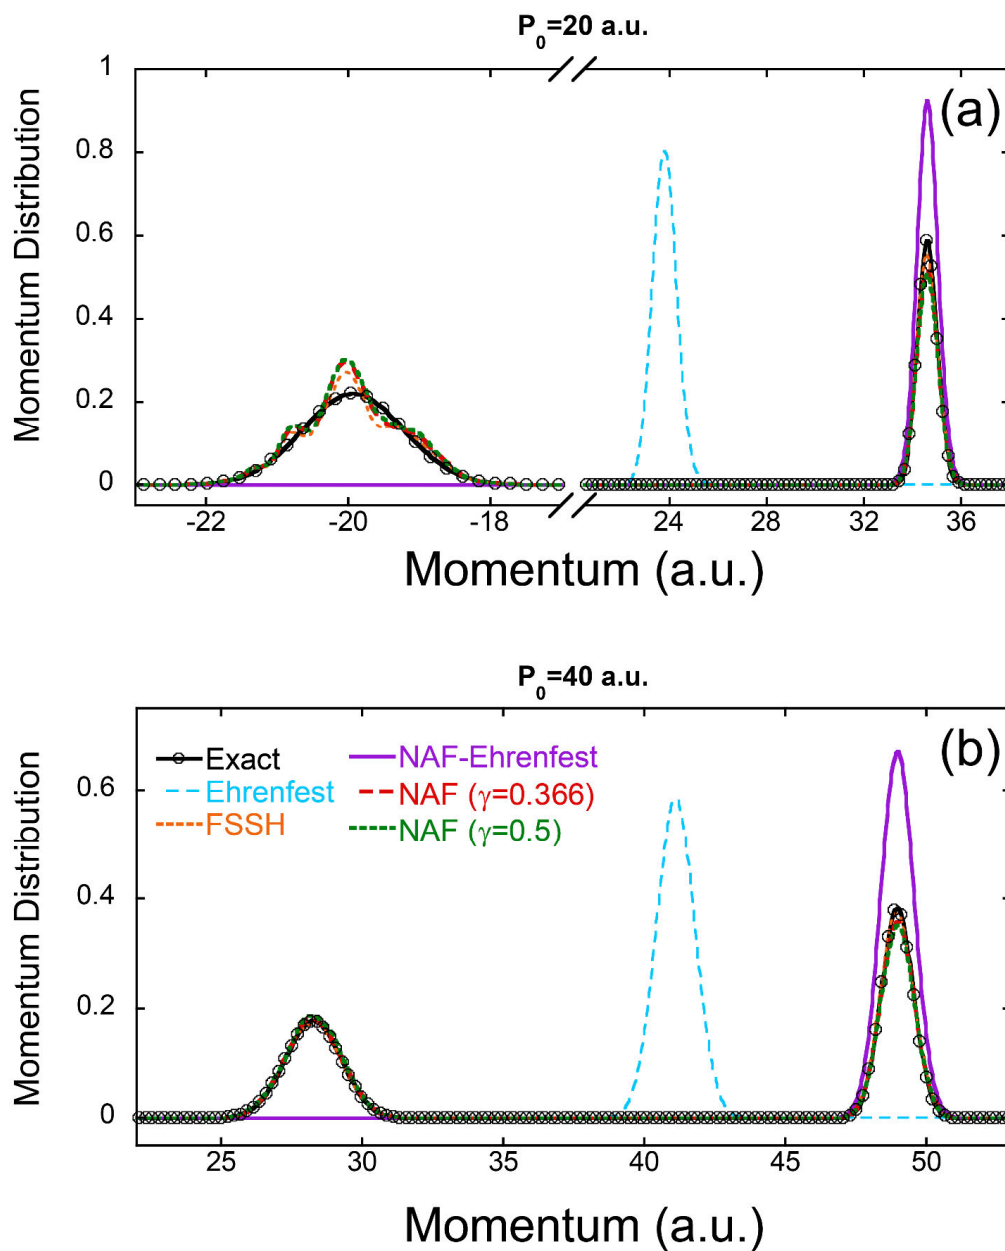 P₀=20 a.u.
(a)
Momentum Distribution
1
0.8
0.6
0.4
0.2
0
-22 -20 -18 24 28 32 36
Momentum (a.u.)
P₀=40 a.u.
(b)
Exact
Ehrenfest
FSSH
NAF-Ehrenfest
NAF (γ=0.366)
NAF (γ=0.5)
Momentum Distribution
0.6
0.4
0.2
0
25 30 35 40 45 50
Momentum (a.u.)